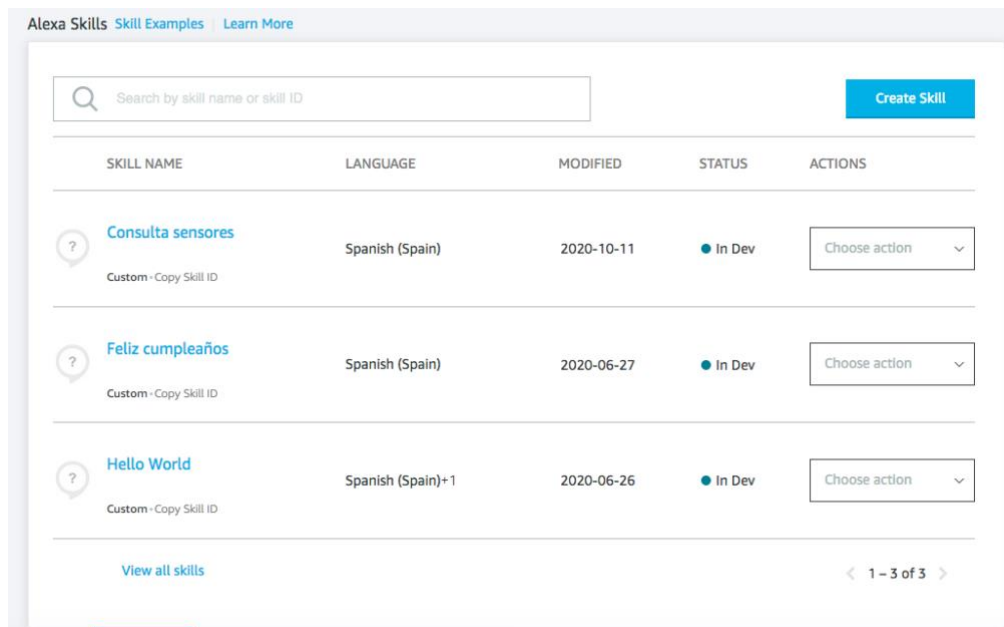 Alexa Skills Skill Examples Learn More
Search by skill name or skill ID Create Skill
SKILL NAME LANGUAGE MODIFIED STATUS ACTIONS
? Consulta sensores Spanish (Spain) 2020-10-11 In Dev Choose action
Custom • Copy Skill ID
? Feliz cumpleaños Spanish (Spain) 2020-06-27 In Dev Choose action
Custom • Copy Skill ID
? Hello World Spanish (Spain)+1 2020-06-26 In Dev Choose action
Custom • Copy Skill ID
View all skills < 1 – 3 of 3 >